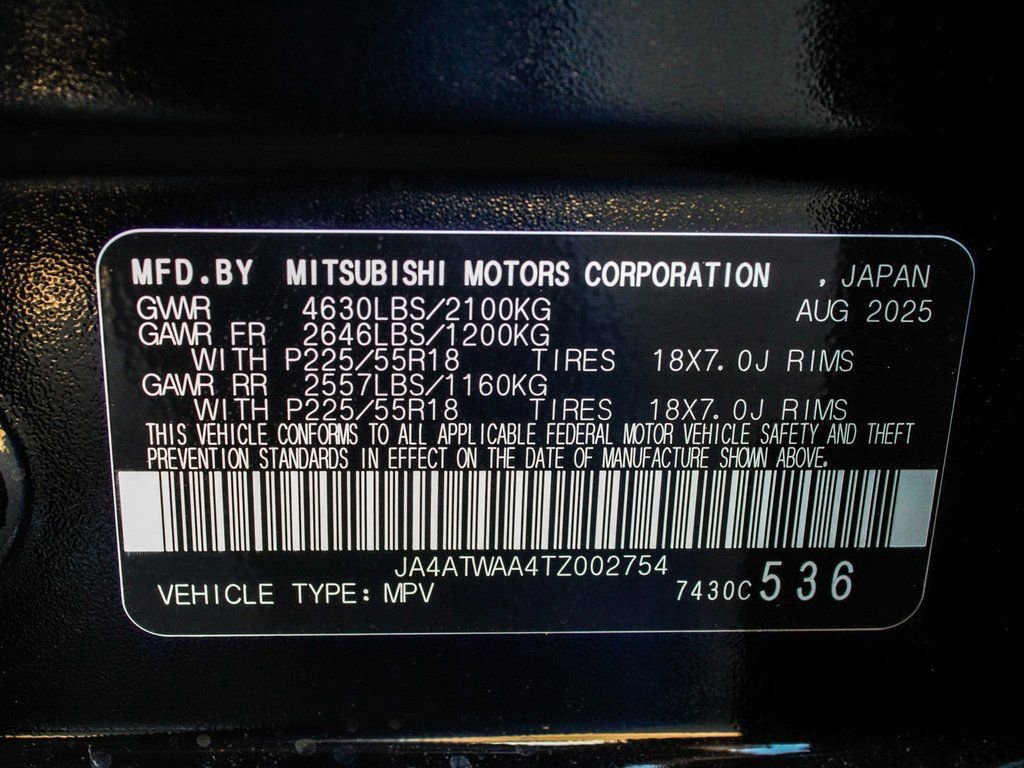 MFD.BY MITSUBISHI MOTORS CORPORATION , JAPAN
GWWR 4630LBS/2100KG AUG 2025
GAWR FR 2646LBS/1200KG
WITH P225/55R18 TIRES 18X7.0J RIMS
GAWR RR 2557LBS/1160KG
WITH P225/55R18 TIRES 18X7.0J RIMS
THIS VEHICLE CONFORMS TO ALL APPLICABLE FEDERAL MOTOR VEHICLE SAFETY AND THEFT
PREVENTION STANDARDS IN EFFECT ON THE DATE OF MANUFACTURE SHOWN ABOVE.
JA4ATWAA4TZ002754
VEHICLE TYPE: MPV 7430C 536